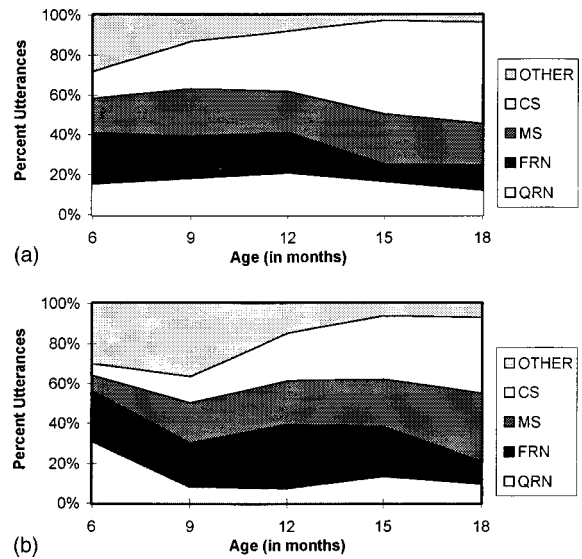 100%
80%
60%
40%
20%
0%
Percent Utterances
6 9 12 15 18
Age (in months)
OTHER
CS
MS
FRN
QRN
(a)
100%
80%
60%
40%
20%
0%
Percent Utterances
6 9 12 15 18
Age (in months)
OTHER
CS
MS
FRN
QRN
(b)